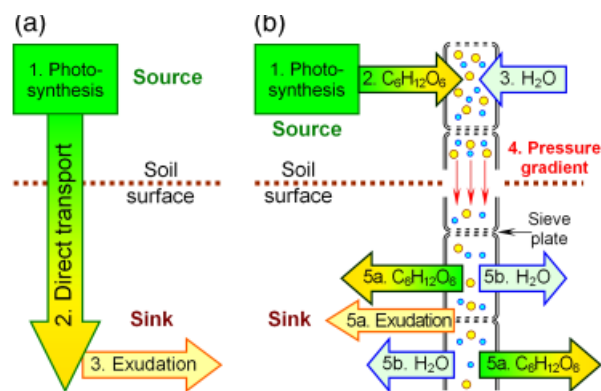 (a)
1. Photo-
synthesis
Source
2. Direct transport
Soil
surface
Sink
3. Exudation
(b)
1. Photo-
synthesis
Source
2. C₆H₁₂O₆
3. H₂O
4. Pressure
gradient
Soil
surface
Sieve
plate
5a. C₆H₁₂O₆
5b. H₂O
Sink
5a. Exudation
5b. H₂O
5a. C₆H₁₂O₆